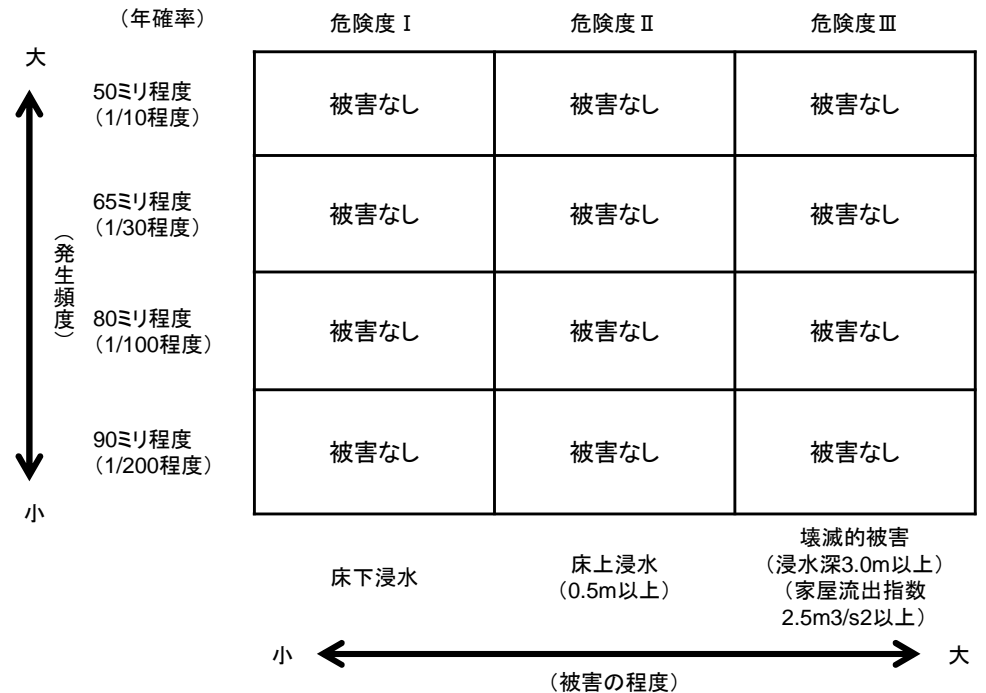 （年確率）
危険度Ⅰ
危険度Ⅱ
危険度Ⅲ
大
50ミリ程度
（1/10程度）
被害なし
被害なし
被害なし
65ミリ程度
（1/30程度）
被害なし
被害なし
被害なし
（発生頻度）
80ミリ程度
（1/100程度）
被害なし
被害なし
被害なし
90ミリ程度
（1/200程度）
被害なし
被害なし
被害なし
小
床下浸水
床上浸水
（0.5m以上）
壊滅的被害
（浸水深3.0m以上）
（家屋流出指数
2.5m3/s2以上）
小
大
（被害の程度）